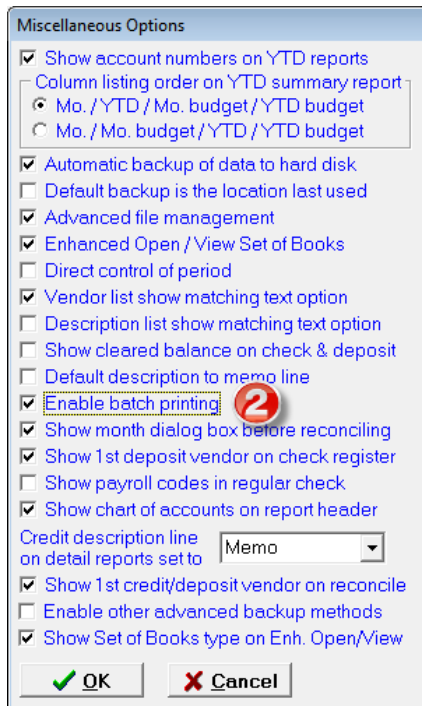 Miscellaneous Options
Show account numbers on YTD reports
Column listing order on YTD summary report
Mo. / YTD / Mo. budget / YTD budget
Mo. / Mo. budget / YTD / YTD budget
Automatic backup of data to hard disk
Default backup is the location last used
Advanced file management
Enhanced Open / View Set of Books
Direct control of period
Vendor list show matching text option
Description list show matching text option
Show cleared balance on check & deposit
Default description to memo line
Enable batch printing 2
Show month dialog box before reconciling
Show 1st deposit vendor on check register
Show payroll codes in regular check
Show chart of accounts on report header
Credit description line
on detail reports set to Memo
Show 1st credit/deposit vendor on reconcile
Enable other advanced backup methods
Show Set of Books type on Enh. Open/View
OK Cancel